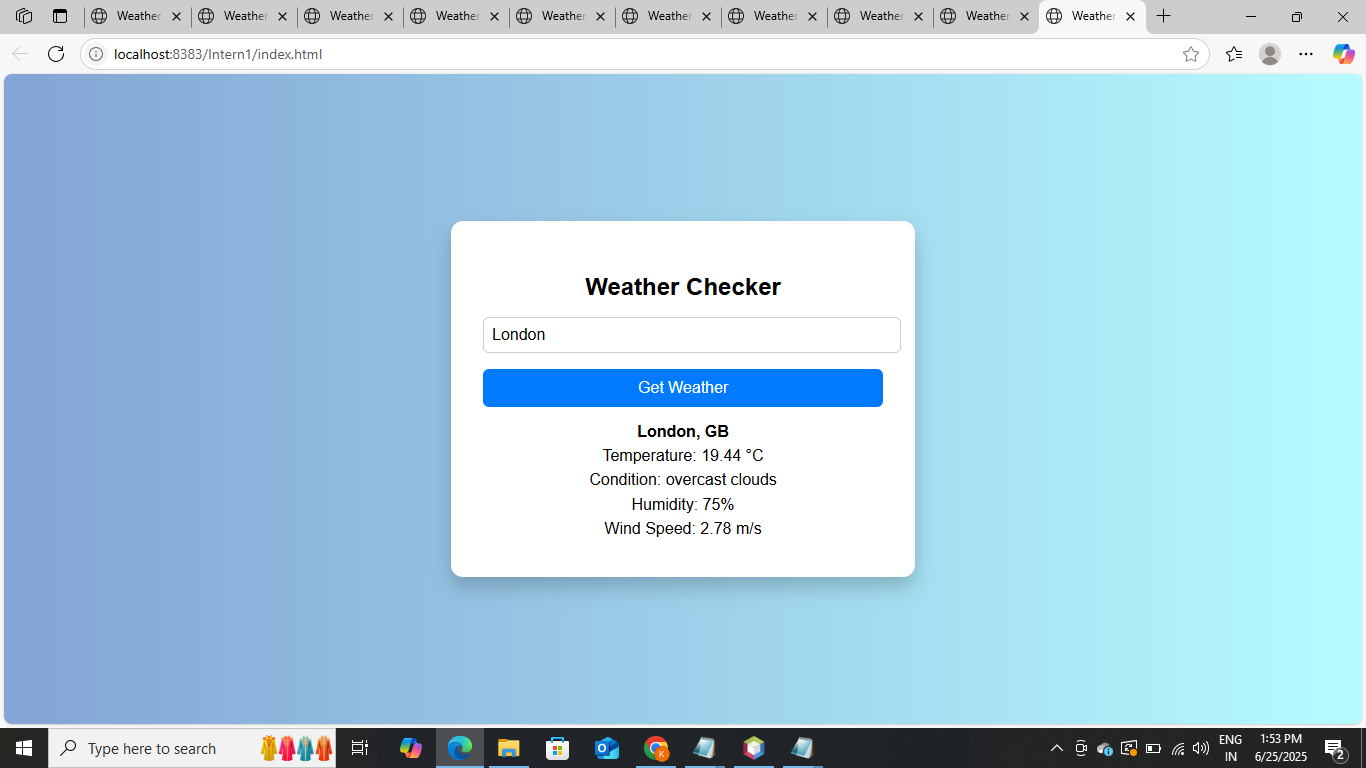 Weather Weather Weather Weather Weather Weather Weather Weather Weather Weather
localhost:8383/Intern1/index.html
Weather Checker
London
Get Weather
London, GB
Temperature: 19.44 °C
Condition: overcast clouds
Humidity: 75%
Wind Speed: 2.78 m/s
Type here to search
K
ENG
IN
1:53 PM
6/25/2025
2